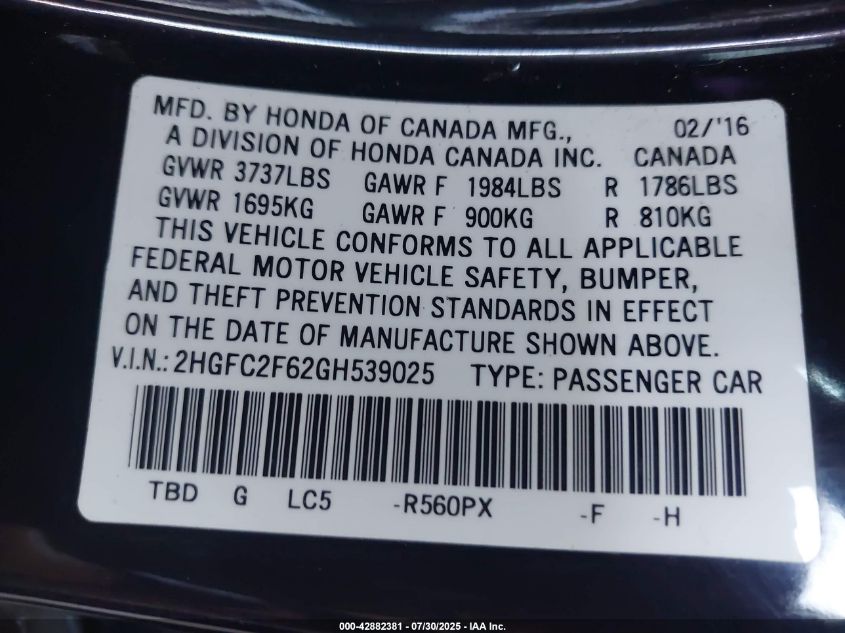 MFD. BY HONDA OF CANADA MFG., 02/'16
A DIVISION OF HONDA CANADA INC. CANADA
GVWR 3737LBS GAWR F 1984LBS R 1786LBS
GVWR 1695KG GAWR F 900KG R 810KG
THIS VEHICLE CONFORMS TO ALL APPLICABLE
FEDERAL MOTOR VEHICLE SAFETY, BUMPER,
AND THEFT PREVENTION STANDARDS IN EFFECT
ON THE DATE OF MANUFACTURE SHOWN ABOVE.
V.I.N.: 2HGFC2F62GH539025 TYPE: PASSENGER CAR
TBD G LC5 -R560PX -F -H
000-42882381 - 07/30/2025 - IAA Inc.